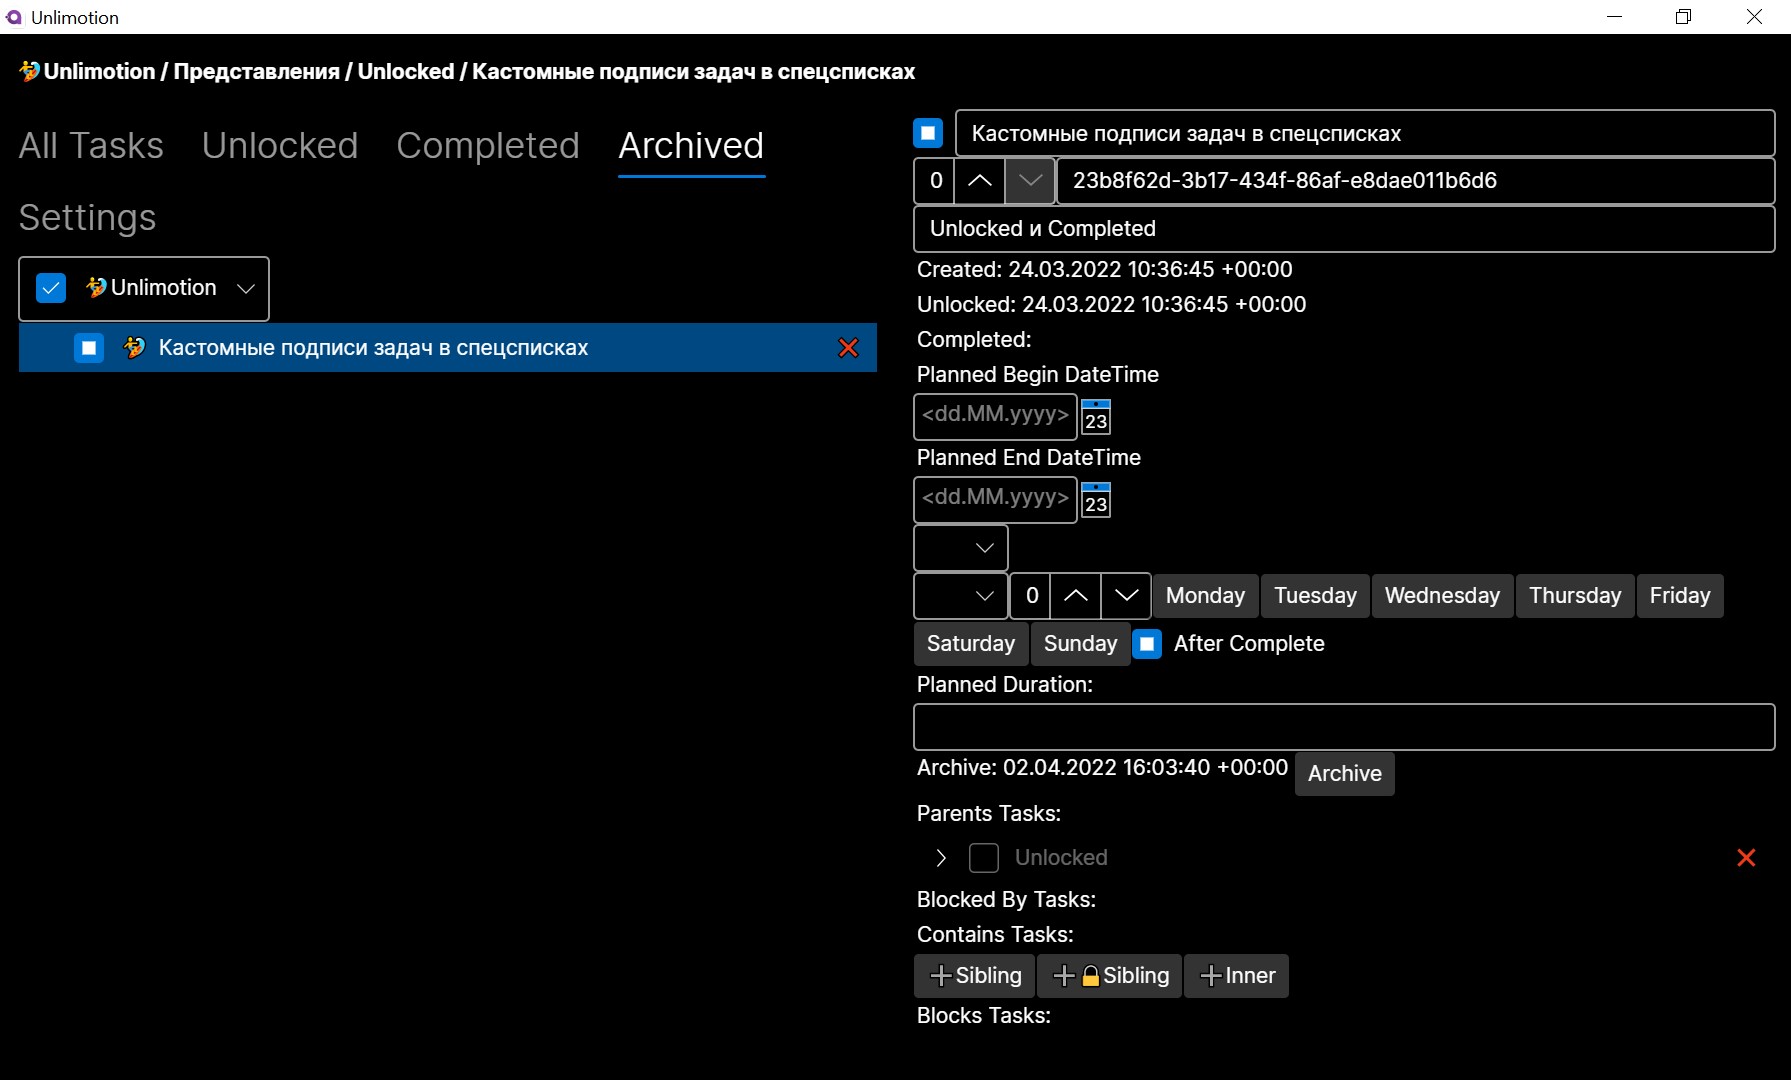 Unlimotion
Unlimotion / Представления / Unlocked / Кастомные подписи задач в спецсписках
All Tasks Unlocked Completed Archived
Settings
Unlimotion
Кастомные подписи задач в спецсписках
Кастомные подписи задач в спецсписках
0 23b8f62d-3b17-434f-86af-e8dae011b6d6
Unlocked и Completed
Created: 24.03.2022 10:36:45 +00:00
Unlocked: 24.03.2022 10:36:45 +00:00
Completed:
Planned Begin DateTime
<dd.MM.yyyy> 23
Planned End DateTime
<dd.MM.yyyy> 23
0 Monday Tuesday Wednesday Thursday Friday
Saturday Sunday After Complete
Planned Duration:
Archive: 02.04.2022 16:03:40 +00:00 Archive
Parents Tasks:
Unlocked
Blocked By Tasks:
Contains Tasks:
+Sibling +🔒Sibling +Inner
Blocks Tasks: